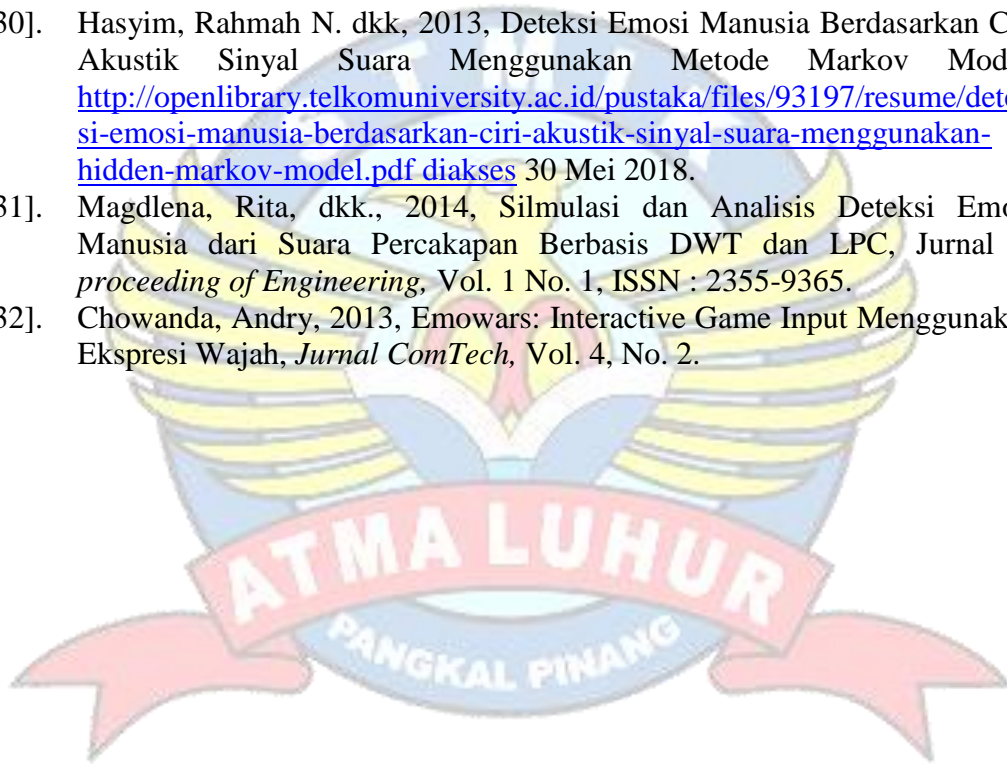 30]. Hasyim, Rahmah N. dkk, 2013, Deteksi Emosi Manusia Berdasarkan C
Akustik Sinyal Suara Menggunakan Metode Markov Mod
http://openlibrary.telkomuniversity.ac.id/pustaka/files/93197/resume/dete
si-emosi-manusia-berdasarkan-ciri-akustik-sinyal-suara-menggunakan-
hidden-markov-model.pdf diakses 30 Mei 2018.
31]. Magdlena, Rita, dkk., 2014, Silmulasi dan Analisis Deteksi Emo
Manusia dari Suara Percakapan Berbasis DWT dan LPC, Jurnal
proceeding of Engineering, Vol. 1 No. 1, ISSN : 2355-9365.
32]. Chowanda, Andry, 2013, Emowars: Interactive Game Input Menggunak
Ekspresi Wajah, Jurnal ComTech, Vol. 4, No. 2.
STMIK
ATMA LUHUR
PANGKAL PINANG